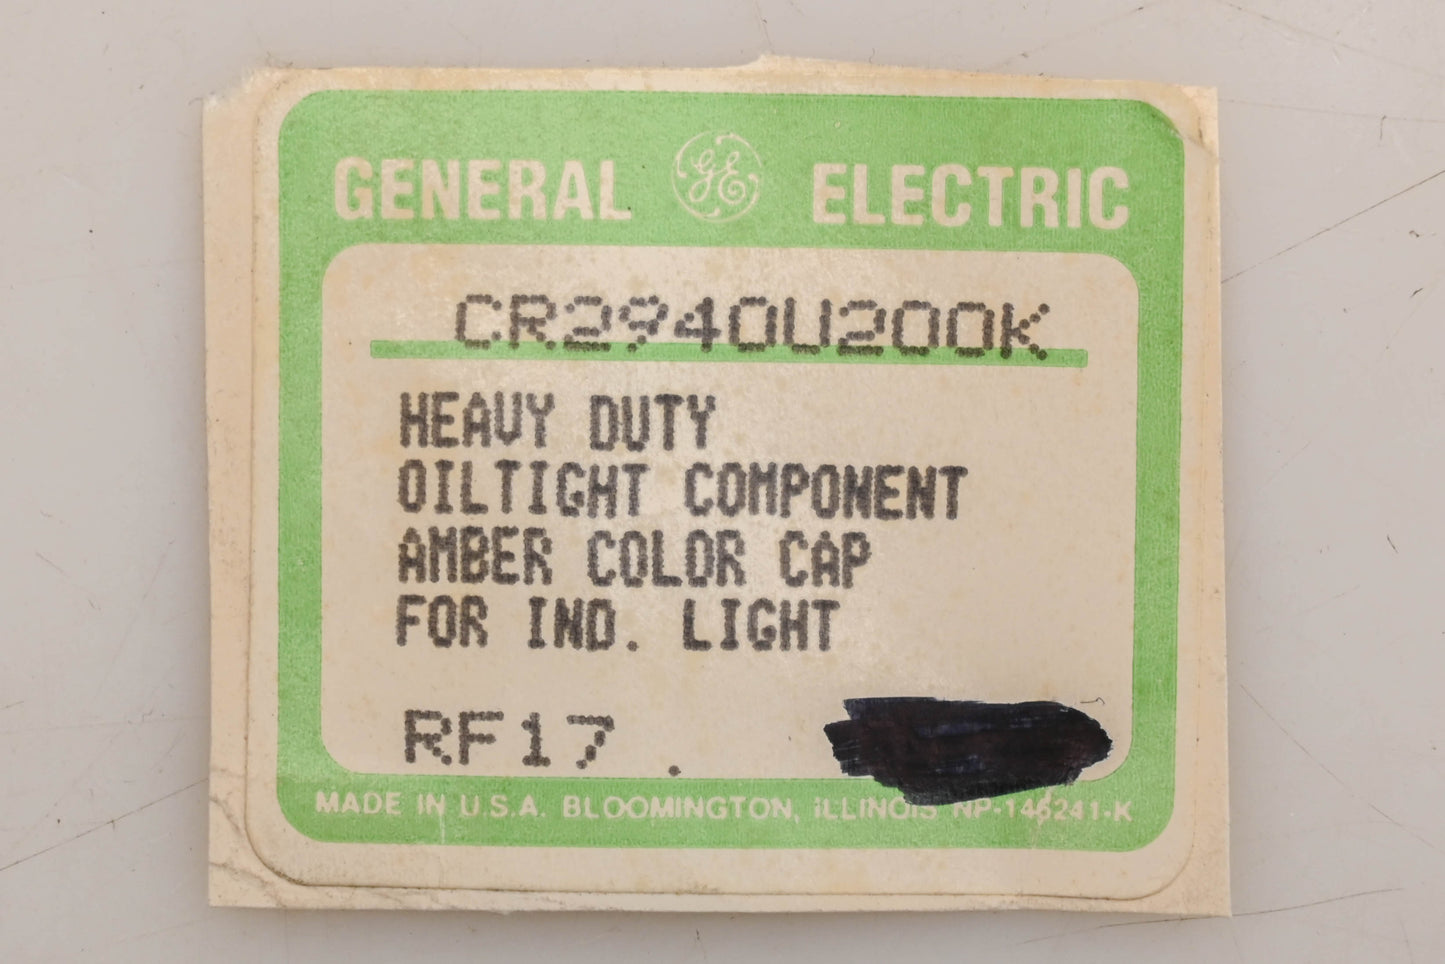 GENERAL GE ELECTRIC
CR2940U200K
HEAVY DUTY
OILTIGHT COMPONENT
AMBER COLOR CAP
FOR IND. LIGHT
RF17 .
MADE IN U.S.A. BLOOMINGTON, ILLINOIS NP-146241-K